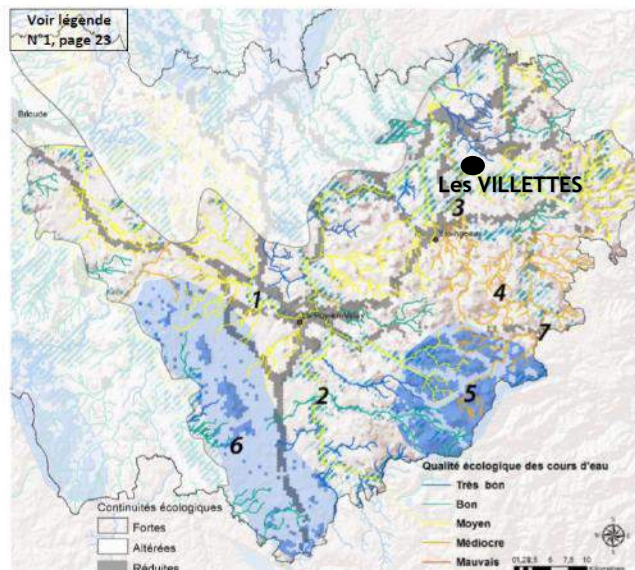 Voir légende
N°1, page 23
Brioude
Les VILLETTES
3
4
1
7
5
2
6
Qualité écologique des cours d'eau
Très bon
Bon
Moyen
Médiocre
Mauvais
Continuités écologiques
Fortes
Altérées
Réduites